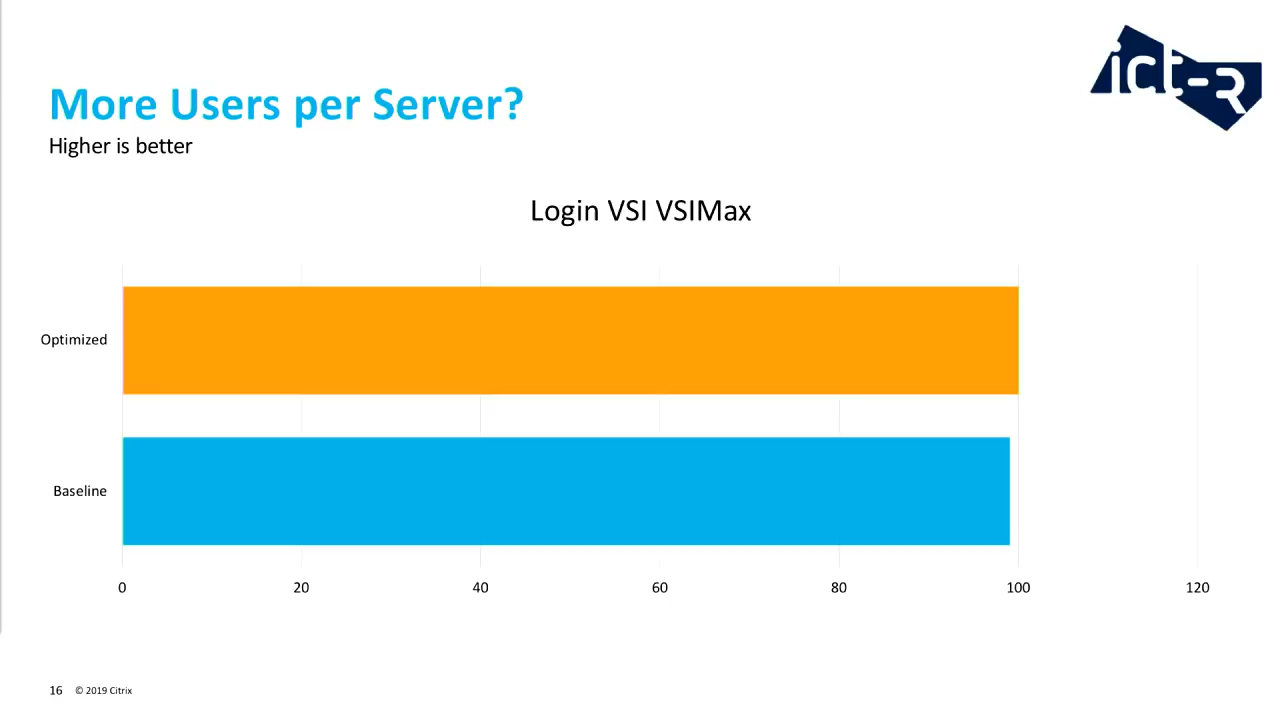 ict-R
More Users per Server?
Higher is better
Login VSI VSIMax
Optimized
Baseline
0 20 40 60 80 100 120
16 © 2019 Citrix